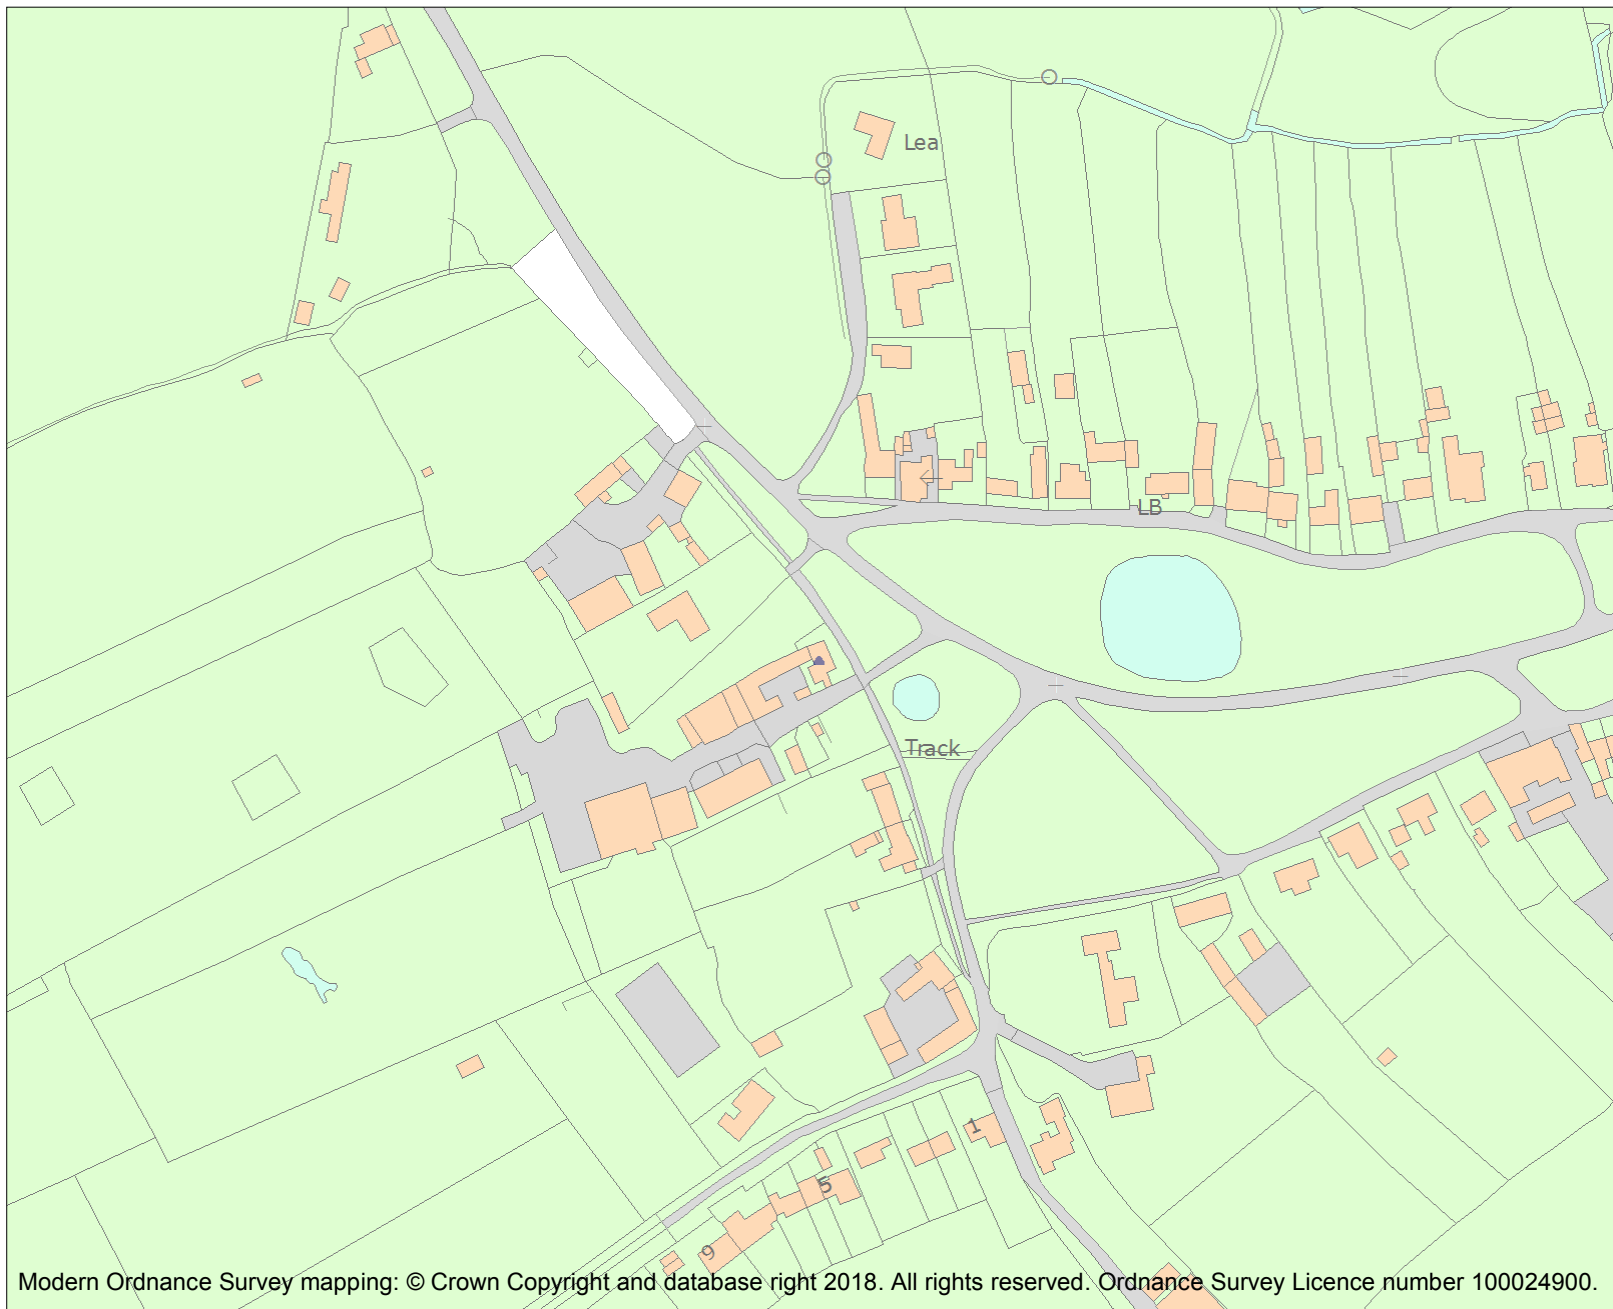 Lea
LB
Track
1
5
9
Modern Ordnance Survey mapping: © Crown Copyright and database right 2018. All rights reserved. Ordnance Survey Licence number 100024900.